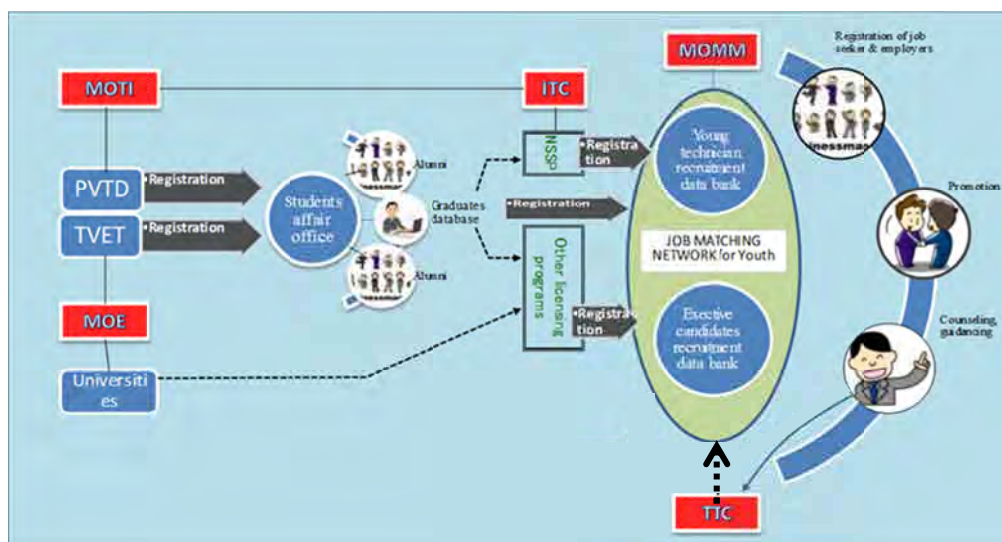 MOTI
PVTD
•Registration
TVET
•Registration
MOE
Universiti
es
Students
affair
office
Alumni
Graduates
database
Alumni
ITC
NSSP
•Registra
tion
•Registration
Other licensing
programs
•Registra
tion
MOMM
Young
technician
recruitment
data bank
JOB MATCHING
NETWORK for Youth
Exective
candidates
recruitment
data bank
TTC
Registration of job
seeker & employers
inessma
Promotion
Counseling
guidancing